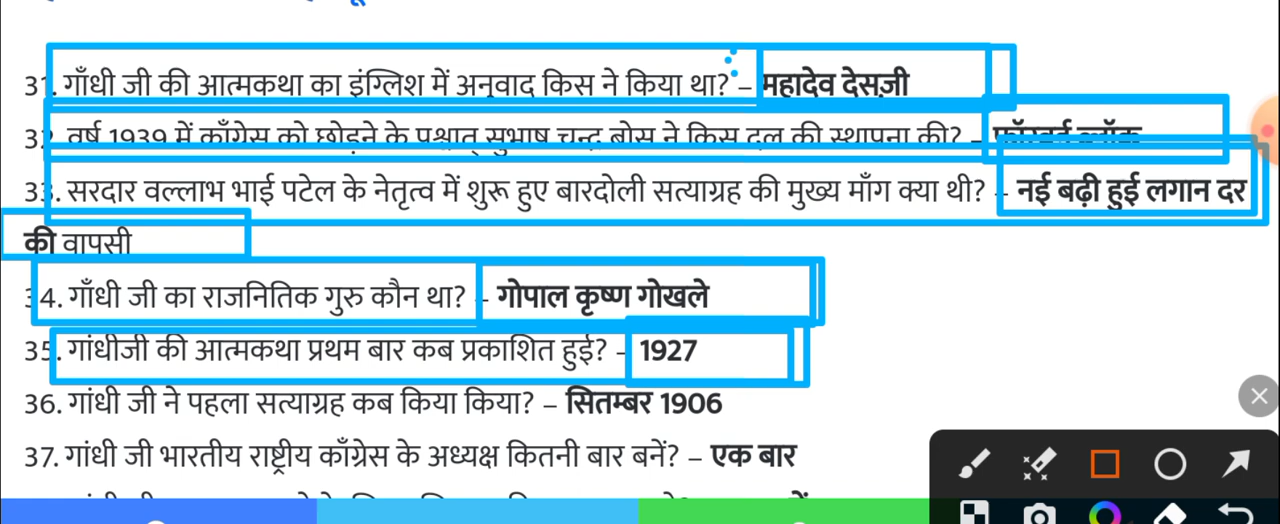 31. गाँधी जी की आत्मकथा का इंग्लिश में अनुवाद किस ने किया था? – महादेव देसज़ी
32. वर्ष 1939 में काँग्रेस को छोड़ने के पश्चात् सुभाष चन्द्र बोस ने किस दल की स्थापना की? – फॉरवर्ड ब्लॉक
33. सरदार वल्लाभ भाई पटेल के नेतृत्व में शुरू हुए बारदोली सत्याग्रह की मुख्य माँग क्या थी? – नई बढ़ी हुई लगान दर
की वापसी
34. गाँधी जी का राजनितिक गुरु कौन था? – गोपाल कृष्ण गोखले
35. गांधीजी की आत्मकथा प्रथम बार कब प्रकाशित हुई? – 1927
36. गांधी जी ने पहला सत्याग्रह कब किया किया? – सितम्बर 1906
37. गांधी जी भारतीय राष्ट्रीय काँग्रेस के अध्यक्ष कितनी बार बनें? – एक बार